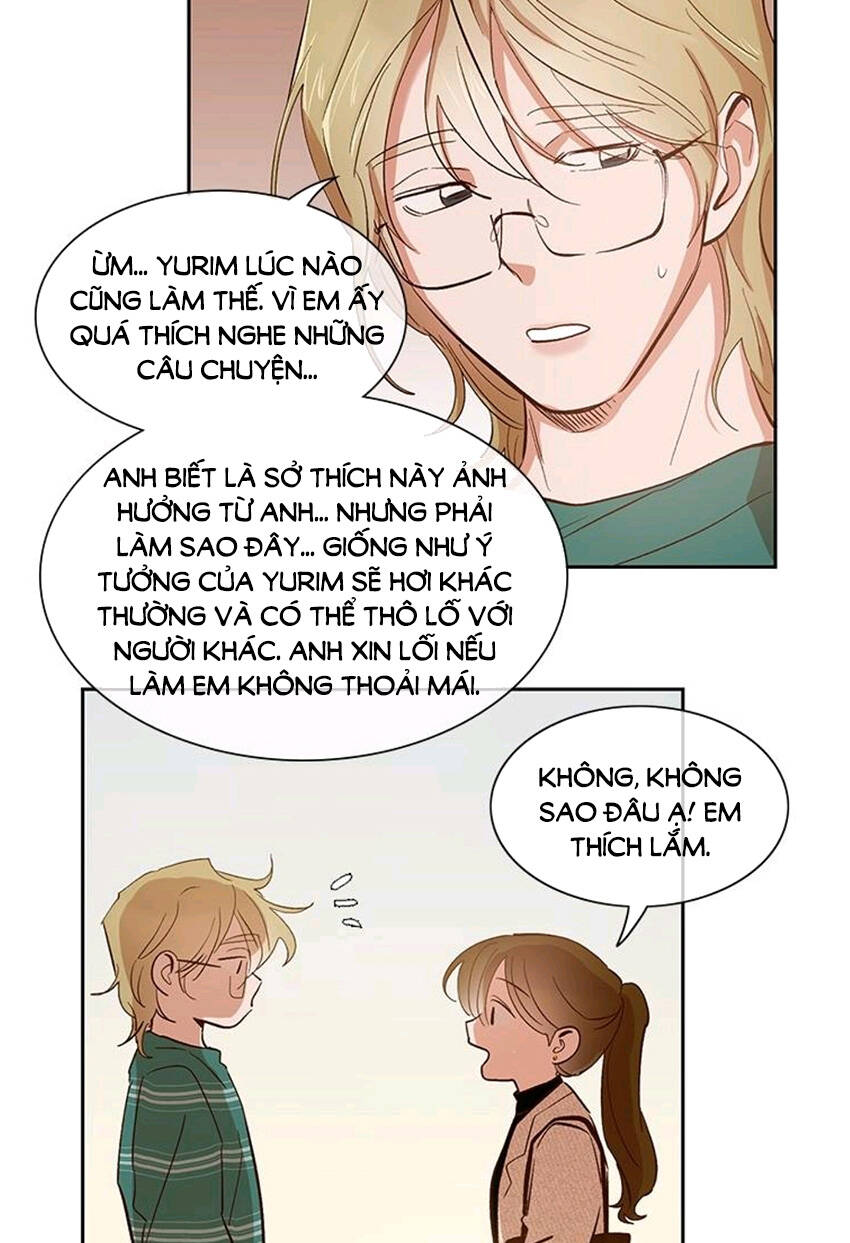 ỪM... YURIM LÚC NÀO
CŨNG LÀM THẾ. VÌ EM ẤY
QUÁ THÍCH NGHE NHỮNG
CÂU CHUYỆN...
ANH BIẾT LÀ SỞ THÍCH NÀY ẢNH
HƯỞNG TỪ ANH... NHƯNG PHẢI
LÀM SAO ĐÂY... GIỐNG NHƯ Ý
TƯỞNG CỦA YURIM SẼ HƠI KHÁC
THƯỜNG VÀ CÓ THỂ THÔ LỖ VỚI
NGƯỜI KHÁC. ANH XIN LỖI NẾU
LÀM EM KHÔNG THOẢI MÁI.
KHÔNG, KHÔNG
SAO ĐÂU Ạ! EM
THÍCH LẮM.